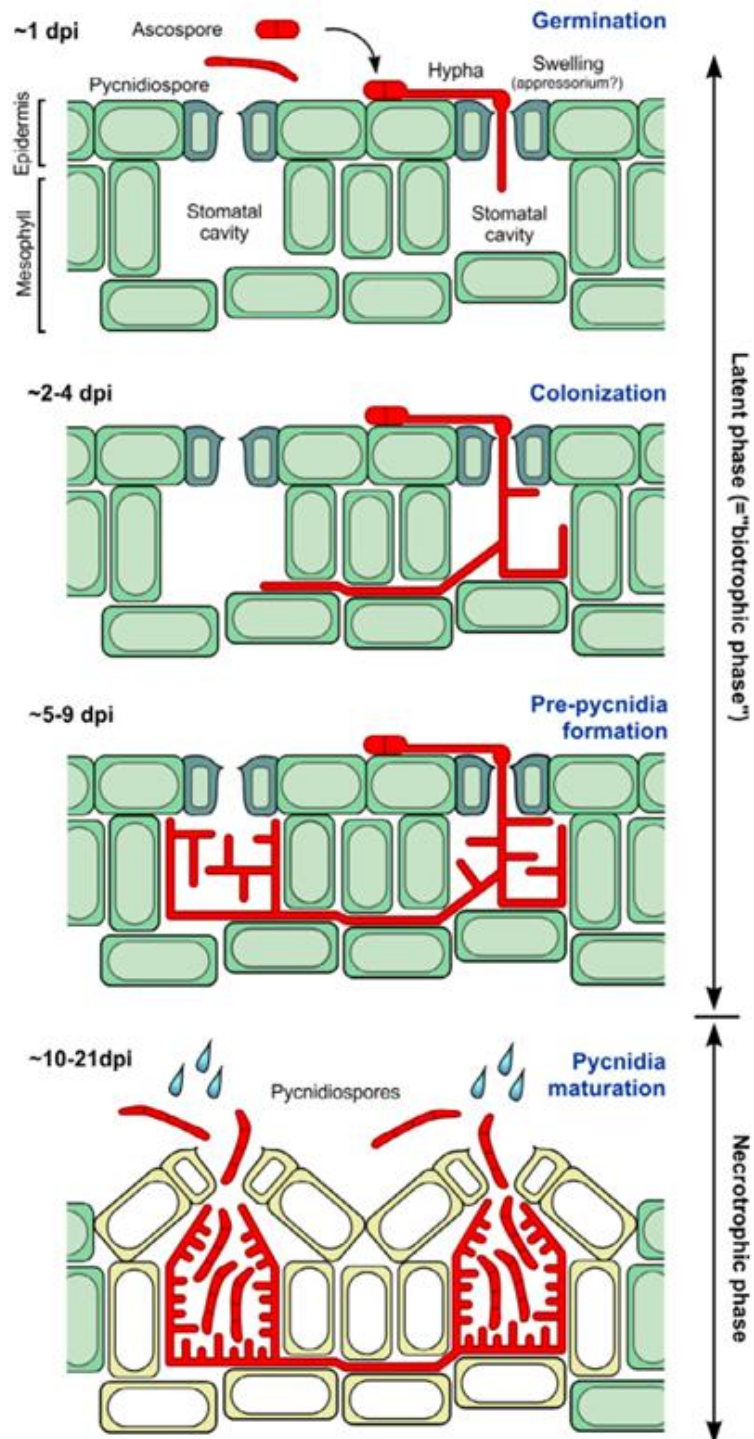 ~1 dpi
Ascospore
Germination
Pycnidiospore
Hypha
Swelling
(appressorium?)
Epidermis
Mesophyll
Stomatal
cavity
Stomatal
cavity
~2-4 dpi
Colonization
~5-9 dpi
Pre-pycnidia
formation
Latent phase (="biotrophic phase")
~10-21dpi
Pycnidiospores
Pycnidia
maturation
Necrotrophic phase